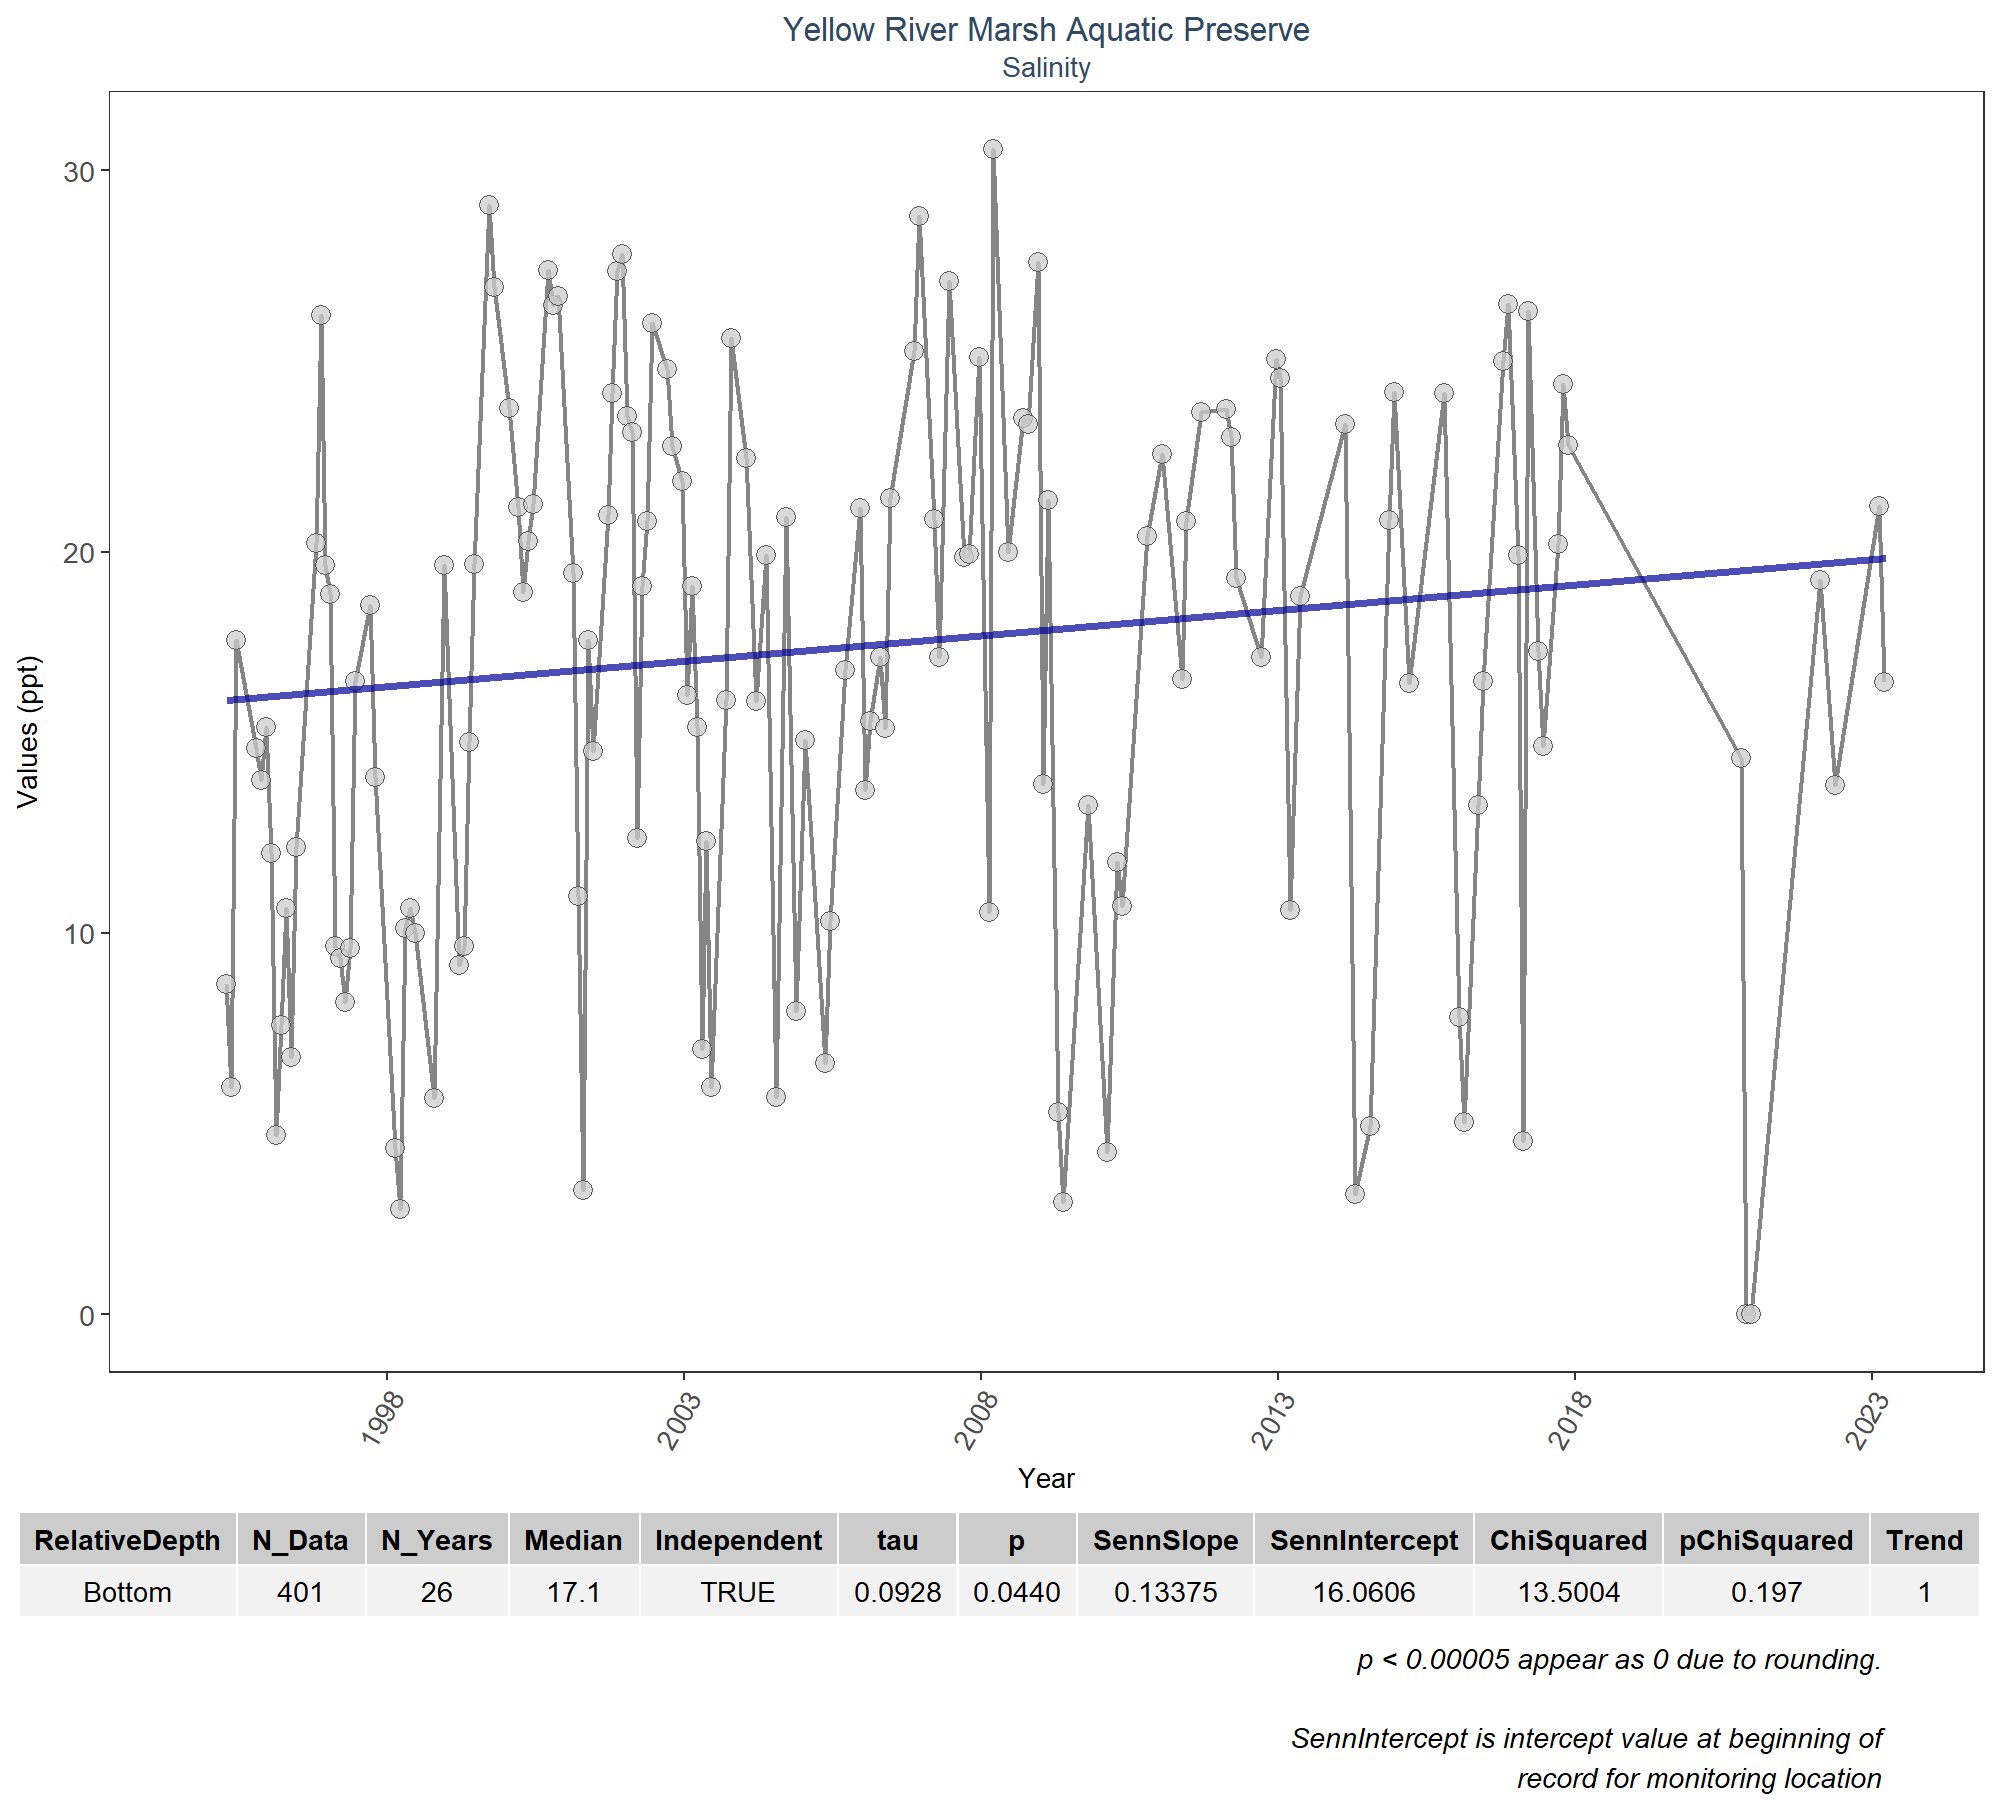 Yellow River Marsh Aquatic Preserve
Salinity
Values (ppt)
30
20
10
0
1998 2003 2008 2013 2018 2023
Year
RelativeDepth N_Data N_Years Median Independent tau p SennSlope SennIntercept ChiSquared pChiSquared Trend
Bottom 401 26 17.1 TRUE 0.0928 0.0440 0.13375 16.0606 13.5004 0.197 1
p < 0.00005 appear as 0 due to rounding.
SennIntercept is intercept value at beginning of
record for monitoring location